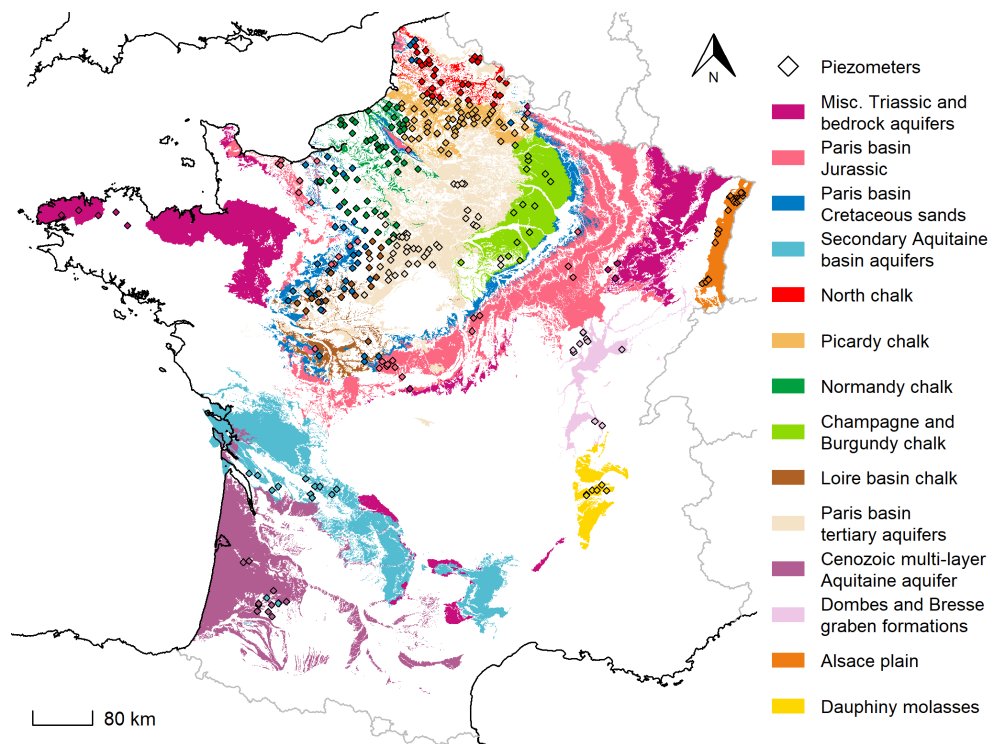 N
Piezometers
Misc. Triassic and
bedrock aquifers
Paris basin
Jurassic
Paris basin
Cretaceous sands
Secondary Aquitaine
basin aquifers
North chalk
Picardy chalk
Normandy chalk
Champagne and
Burgundy chalk
Loire basin chalk
Paris basin
tertiary aquifers
Cenozoic multi-layer
Aquitaine aquifer
Dombes and Bresse
graben formations
Alsace plain
Dauphiny molasses
80 km